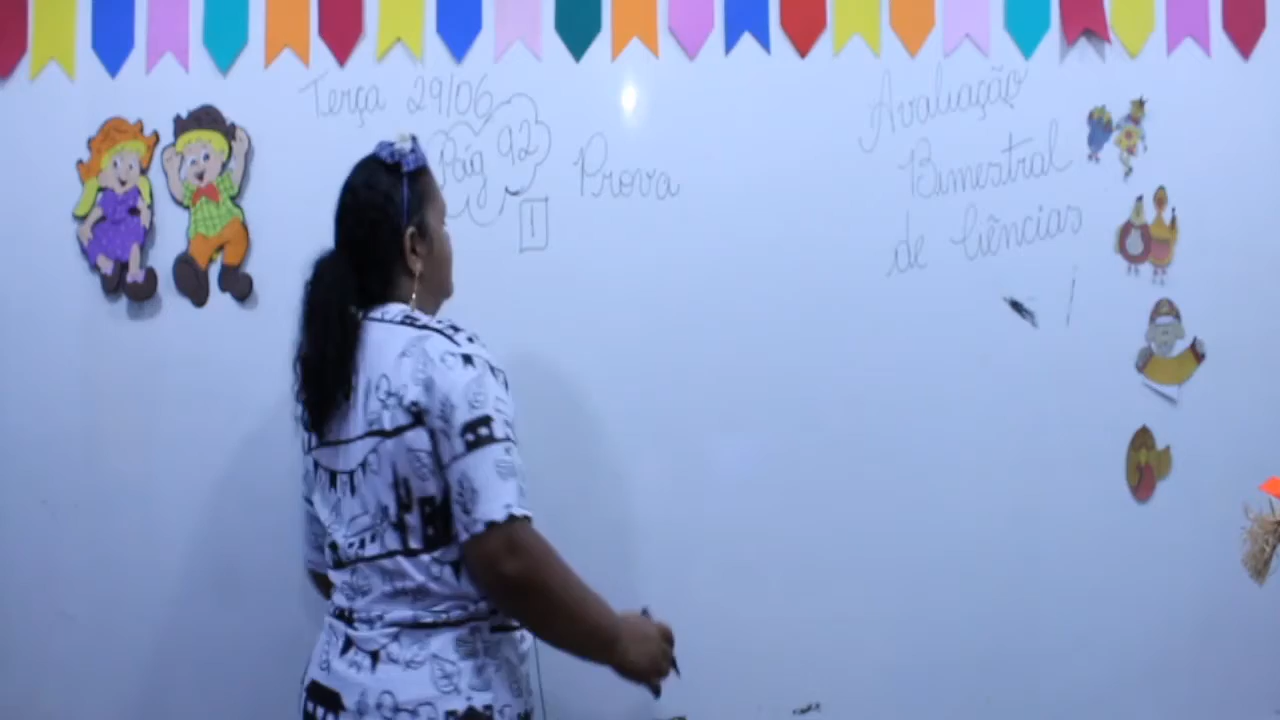 Terça 29/06
Pág 92
1
Prova
Avaliação
Bimestral
de Ciências